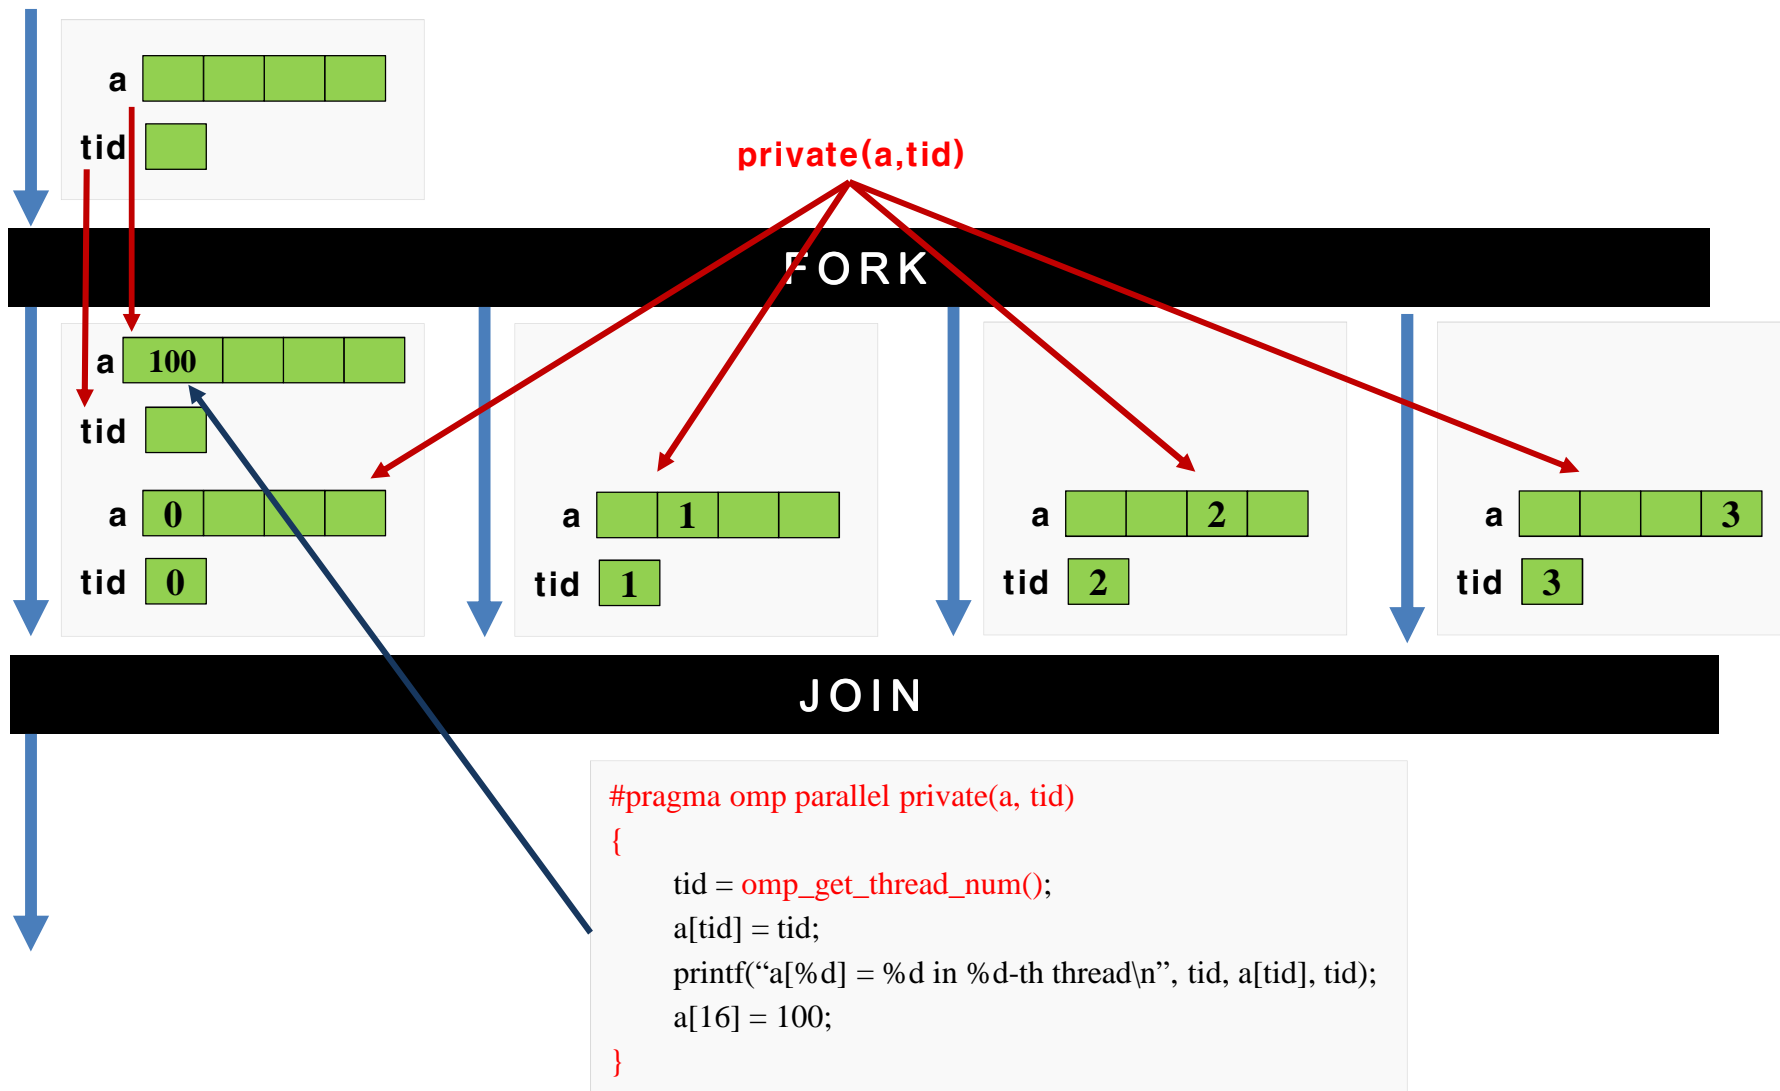 a
tid
private(a,tid)
FORK
a 100
tid
a 0
tid 0
a 1
tid 1
a 2
tid 2
a 3
tid 3
JOIN
#pragma omp parallel private(a, tid)
{
tid = omp_get_thread_num();
a[tid] = tid;
printf(“a[%d] = %d in %d-th thread\n”, tid, a[tid], tid);
a[16] = 100;
}